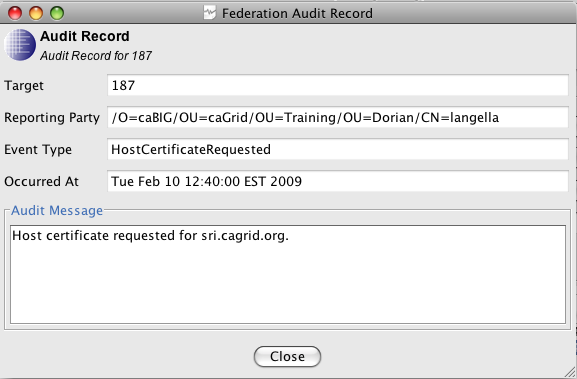 Federation Audit Record
Audit Record
Audit Record for 187
Target 187
Reporting Party /O=caBIG/OU=caGrid/OU=Training/OU=Dorian/CN=langella
Event Type HostCertificateRequested
Occurred At Tue Feb 10 12:40:00 EST 2009
Audit Message
Host certificate requested for sri.cagrid.org.
Close